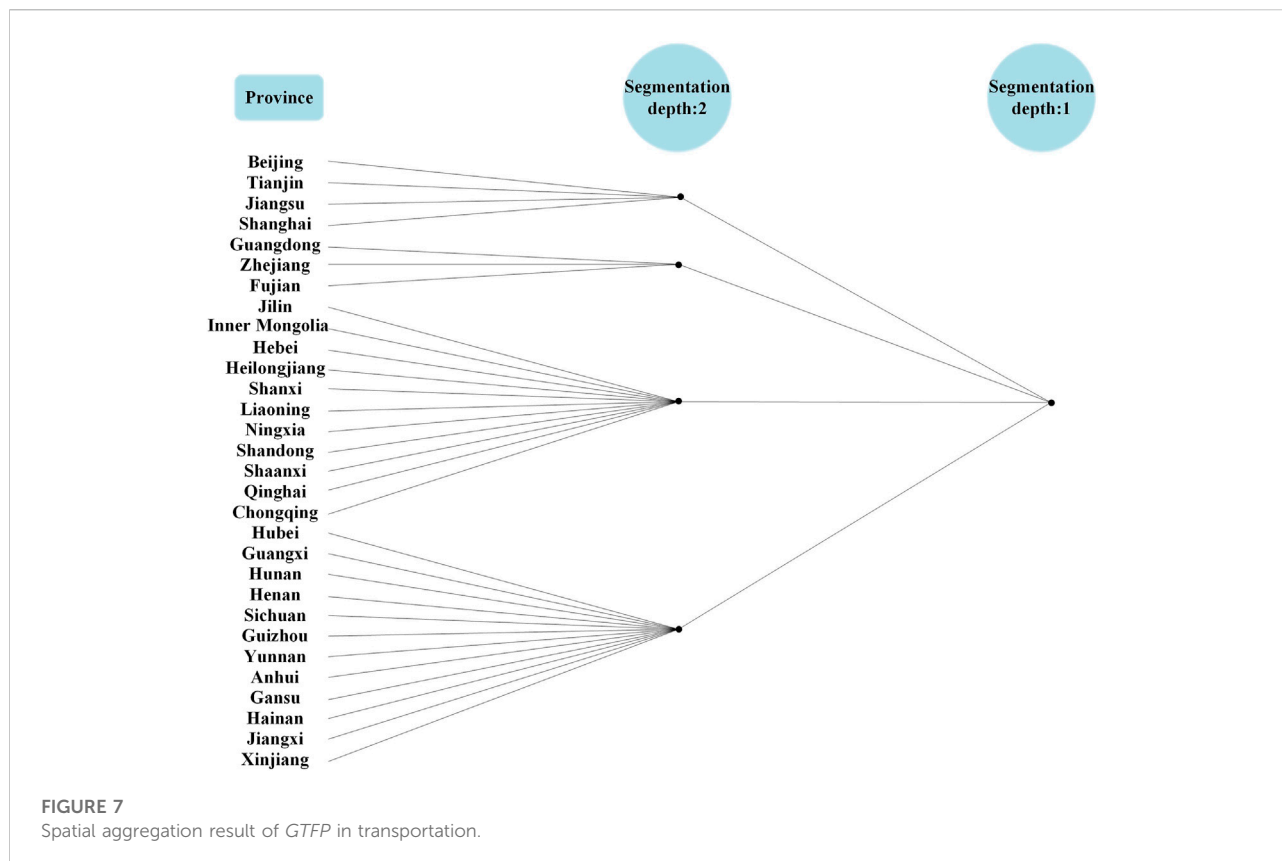 Province
Segmentation
depth:2
Segmentation
depth:1
Beijing
Tianjin
Jiangsu
Shanghai
Guangdong
Zhejiang
Fujian
Jilin
Inner Mongolia
Hebei
Heilongjiang
Shanxi
Liaoning
Ningxia
Shandong
Shaanxi
Qinghai
Chongqing
Hubei
Guangxi
Hunan
Henan
Sichuan
Guizhou
Yunnan
Anhui
Gansu
Hainan
Jiangxi
Xinjiang
FIGURE 7
Spatial aggregation result of GTFP in transportation.